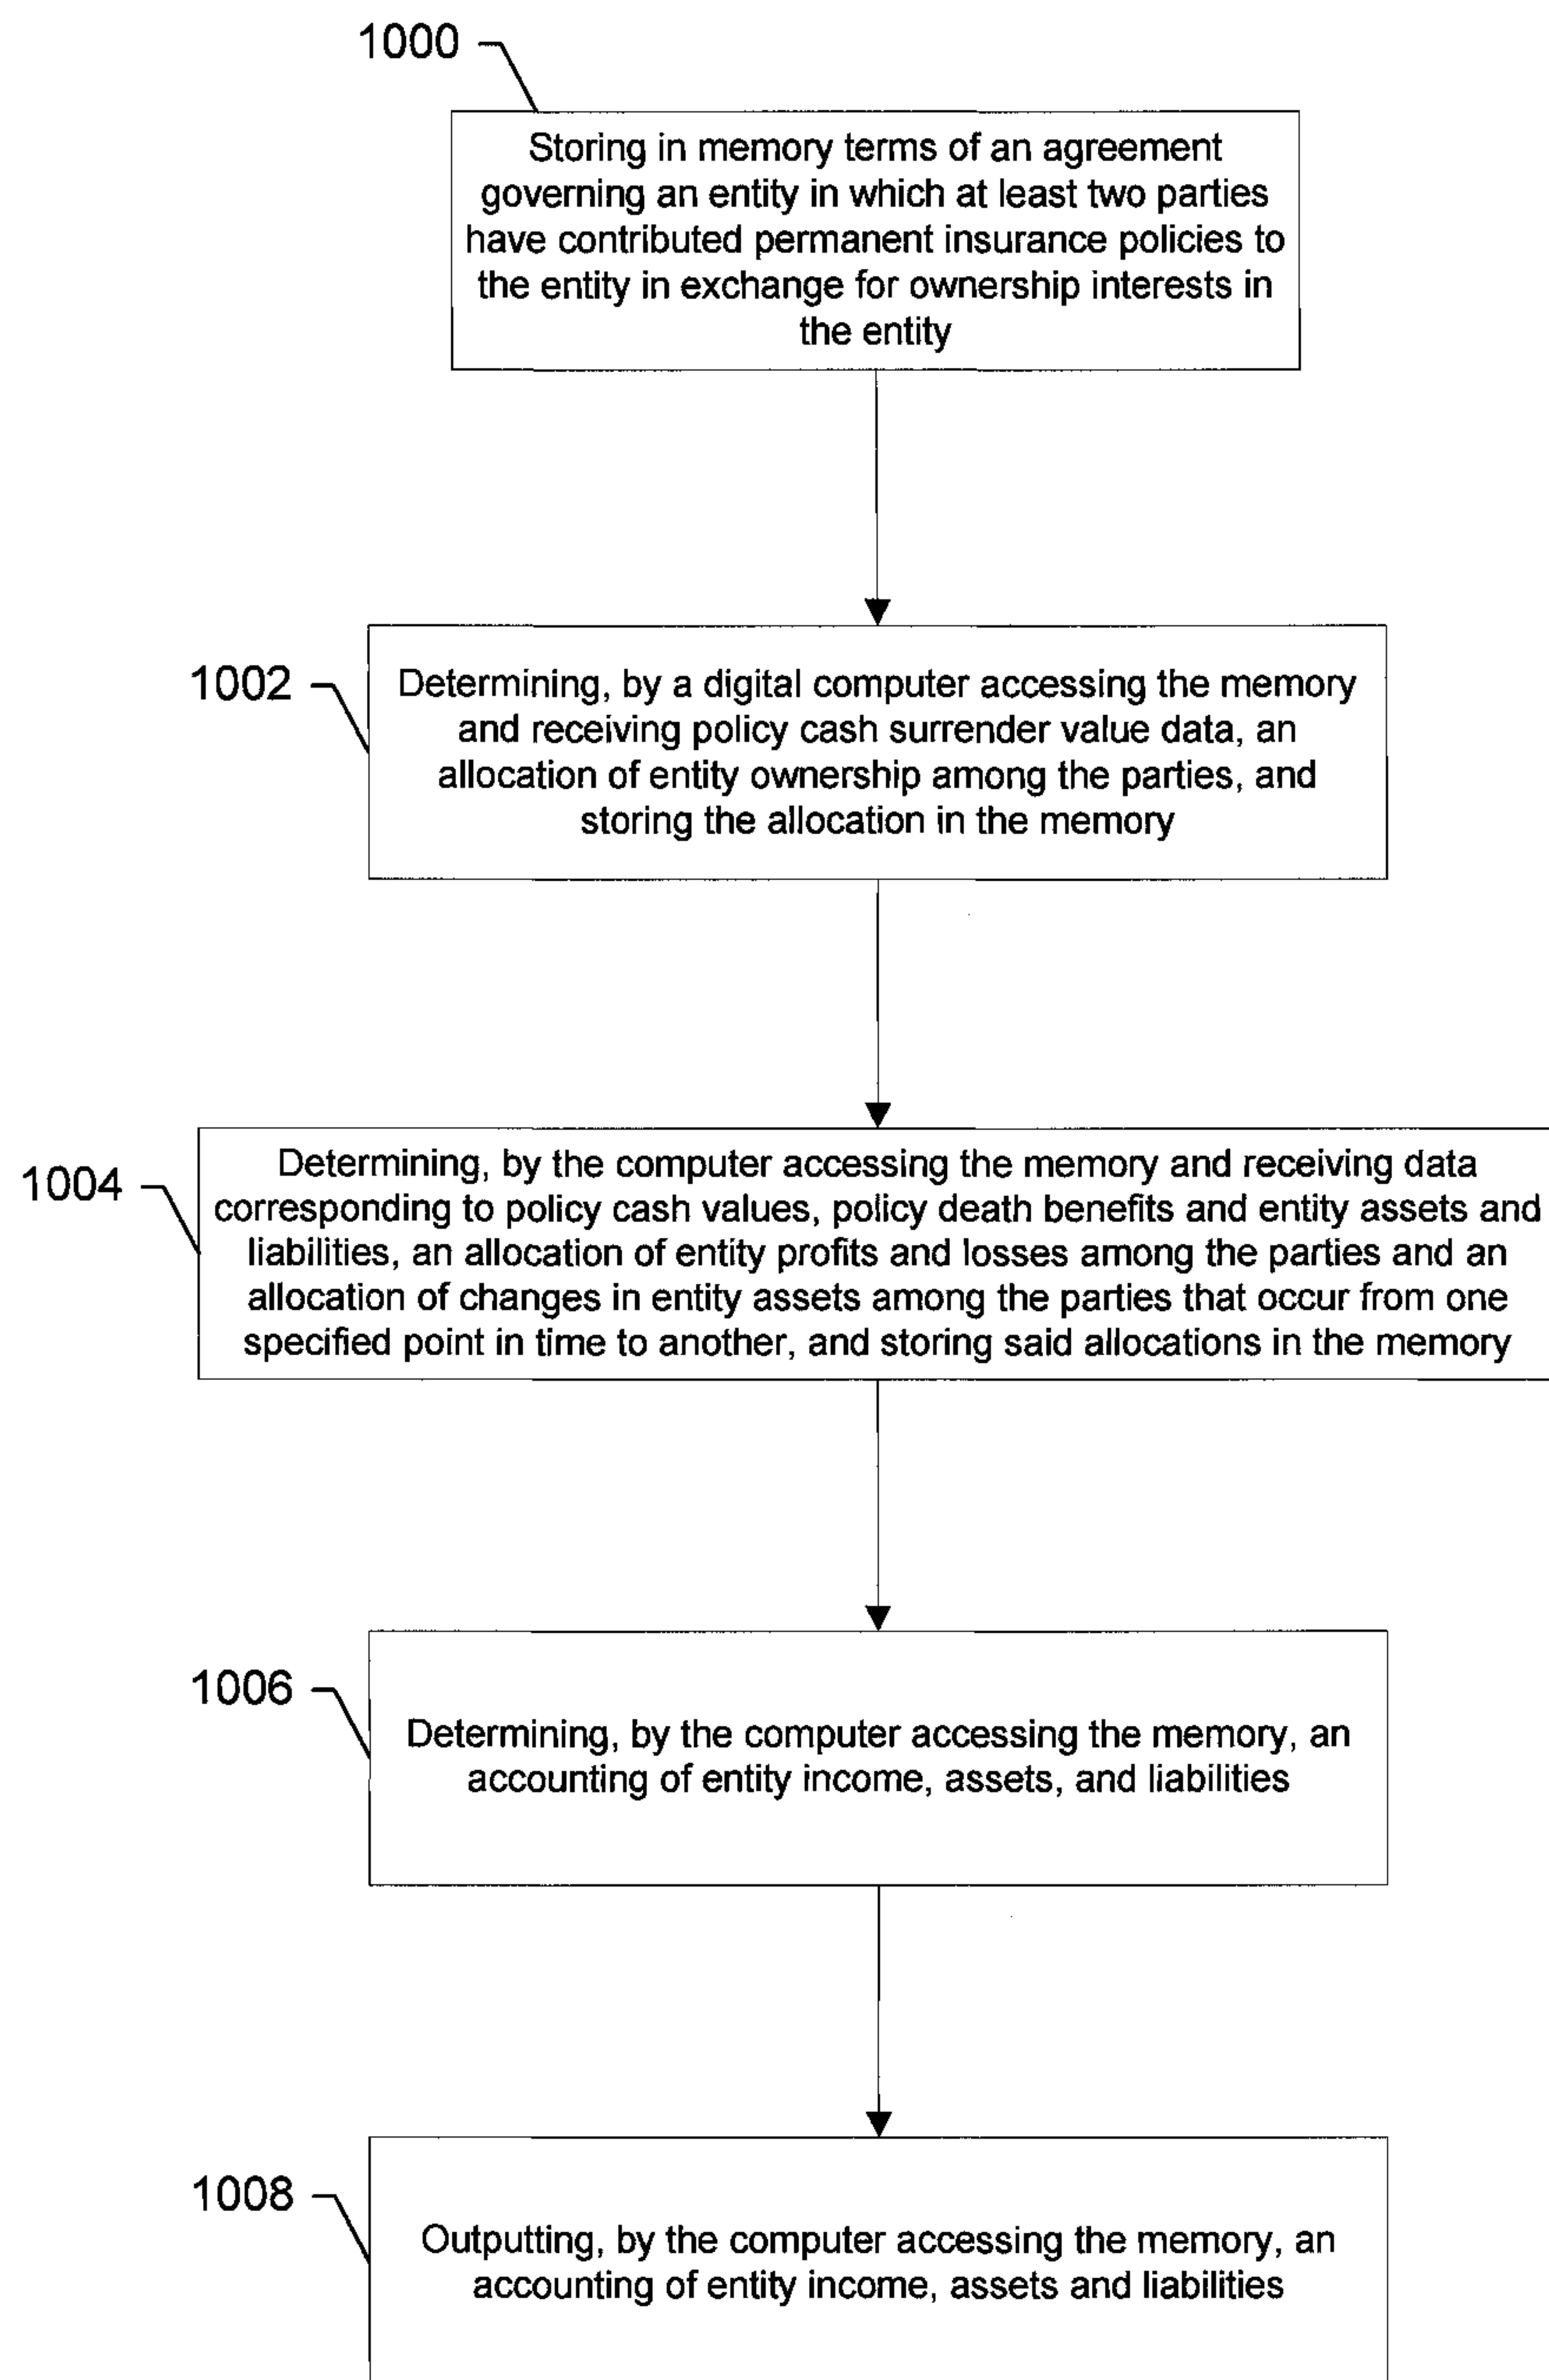 1000
Storing in memory terms of an agreement
governing an entity in which at least two parties
have contributed permanent insurance policies to
the entity in exchange for ownership interests in
the entity
1002
Determining, by a digital computer accessing the memory
and receiving policy cash surrender value data, an
allocation of entity ownership among the parties, and
storing the allocation in the memory
1004
Determining, by the computer accessing the memory and receiving data
corresponding to policy cash values, policy death benefits and entity assets and
liabilities, an allocation of entity profits and losses among the parties and an
allocation of changes in entity assets among the parties that occur from one
specified point in time to another, and storing said allocations in the memory
1006
Determining, by the computer accessing the memory, an
accounting of entity income, assets, and liabilities
1008
Outputting, by the computer accessing the memory, an
accounting of entity income, assets and liabilities